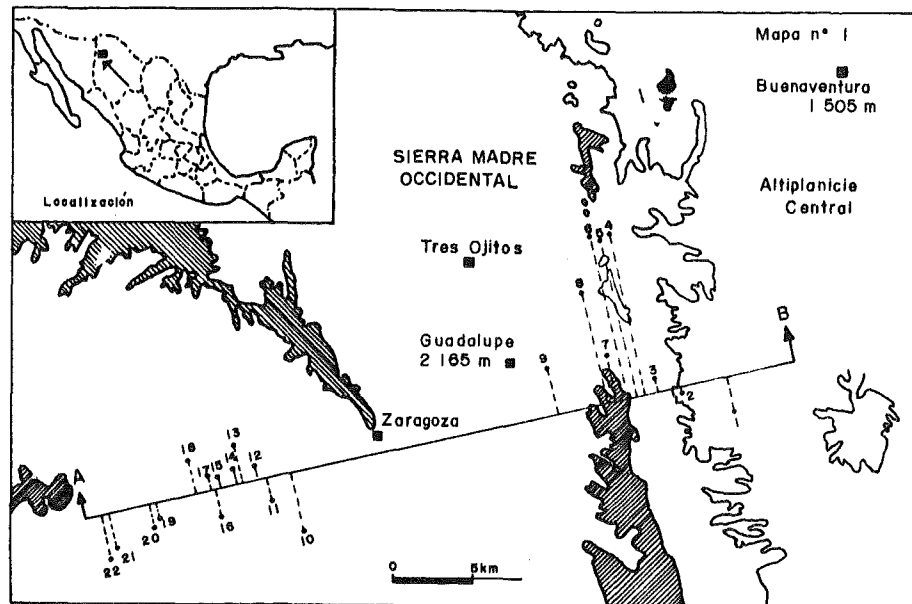 Mapa n° 1
Buenaventura
1 505 m
SIERRA MADRE
OCCIDENTAL
Altiplanicie
Central
Localización
Tres Ojitos
Guadalupe
2 165 m
Zaragoza
A
B
2
3
4
5
6
7
8
9
10
11
12
13
14
15
16
17
18
19
20
21
22
0
5km